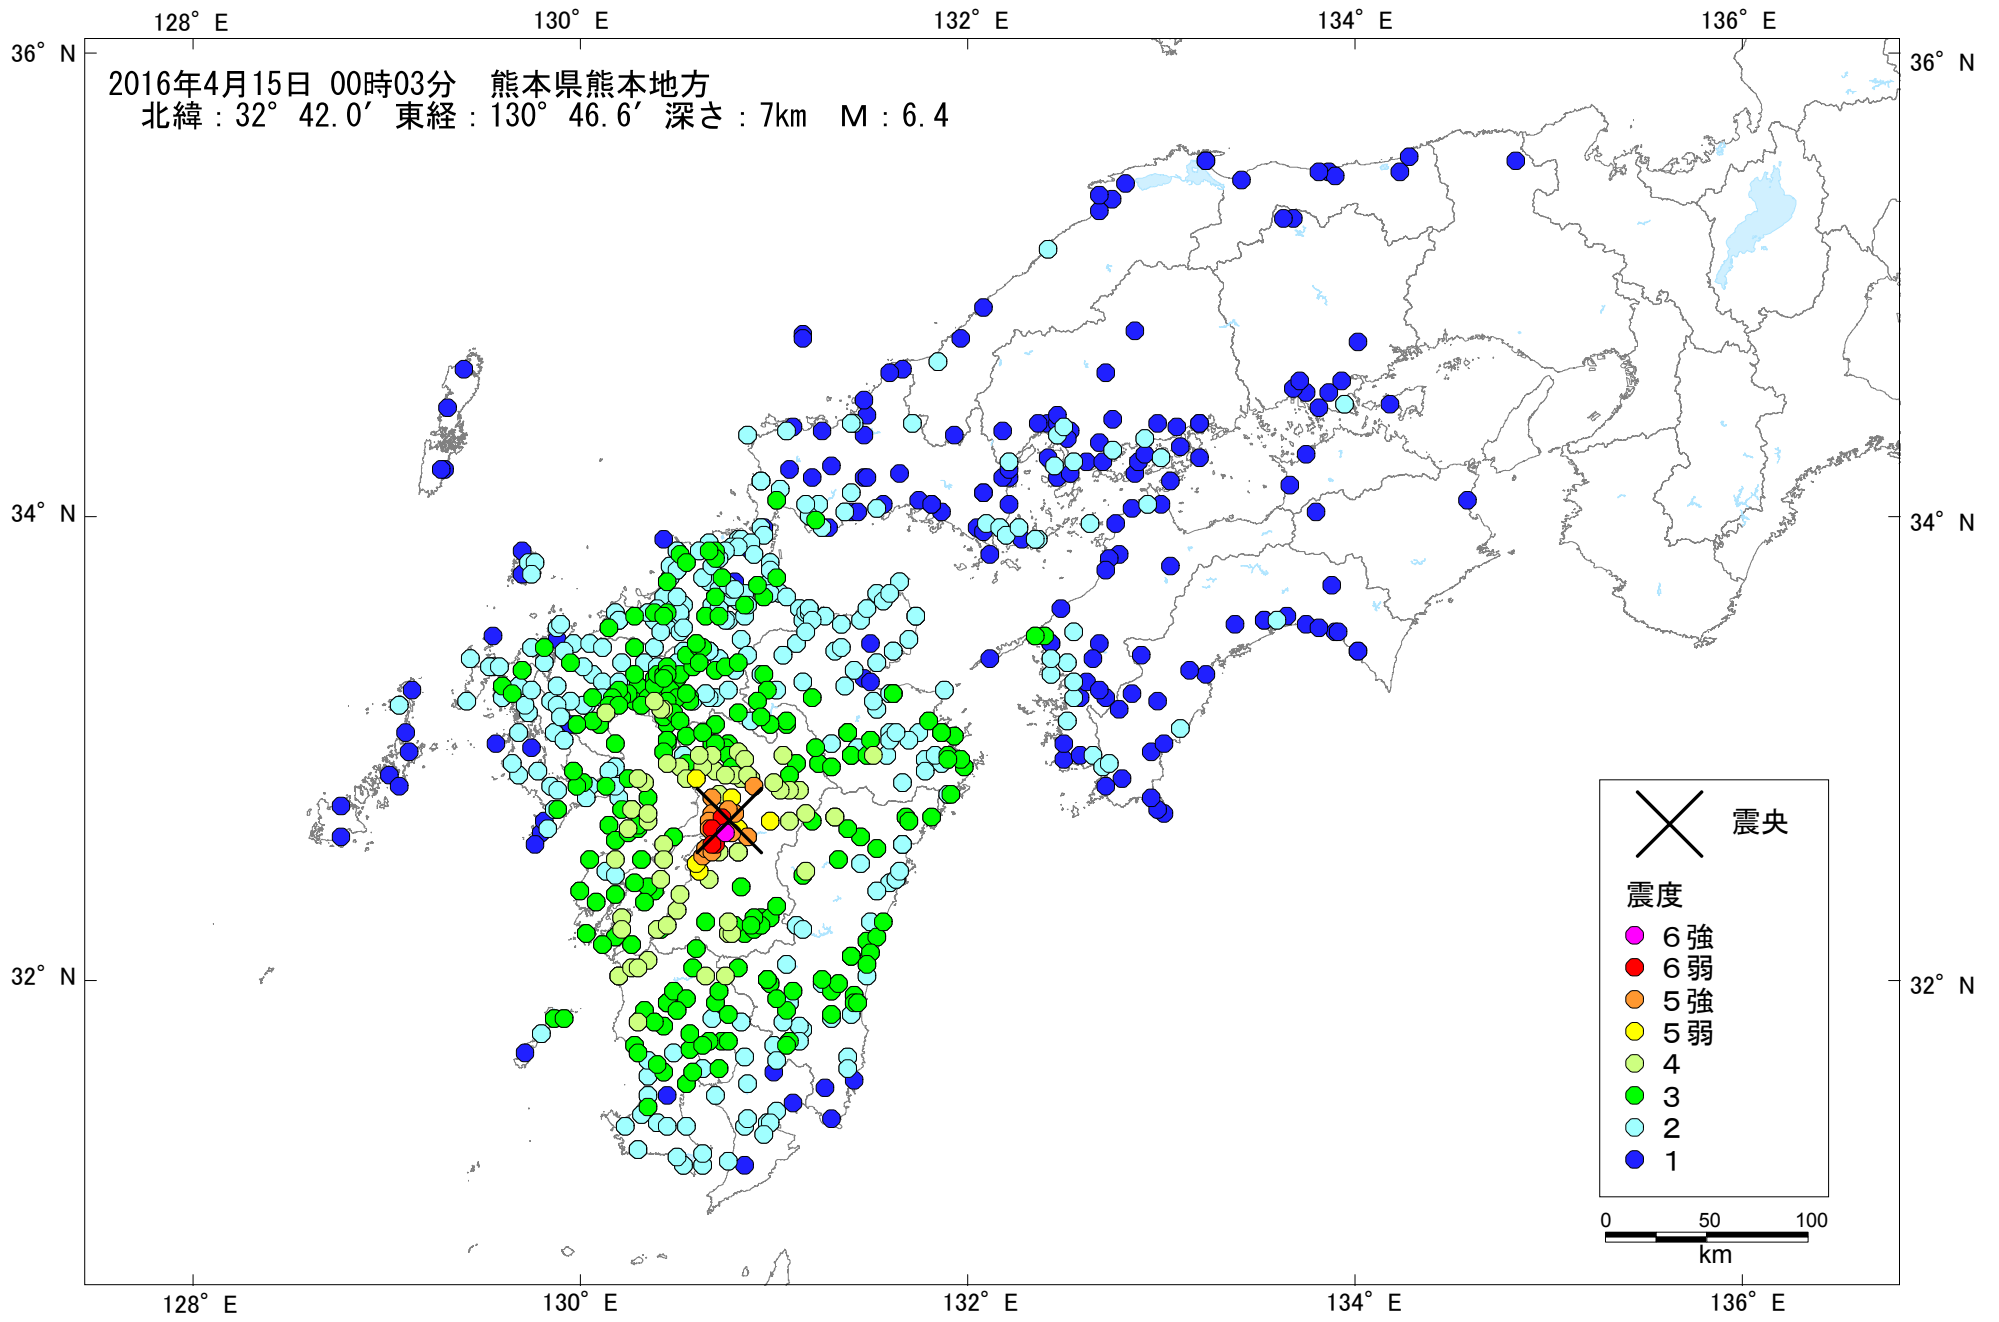 128° E 130° E 132° E 134° E 136° E
36° N 36° N
2016年4月15日 00時03分 熊本県熊本地方
北緯：32° 42.0′ 東経：130° 46.6′ 深さ：7km Ｍ：6.4
34° N 34° N
32° N 32° N
震央
震度
６強
６弱
５強
５弱
４
３
２
１
0 50 100
km
128° E 130° E 132° E 134° E 136° E